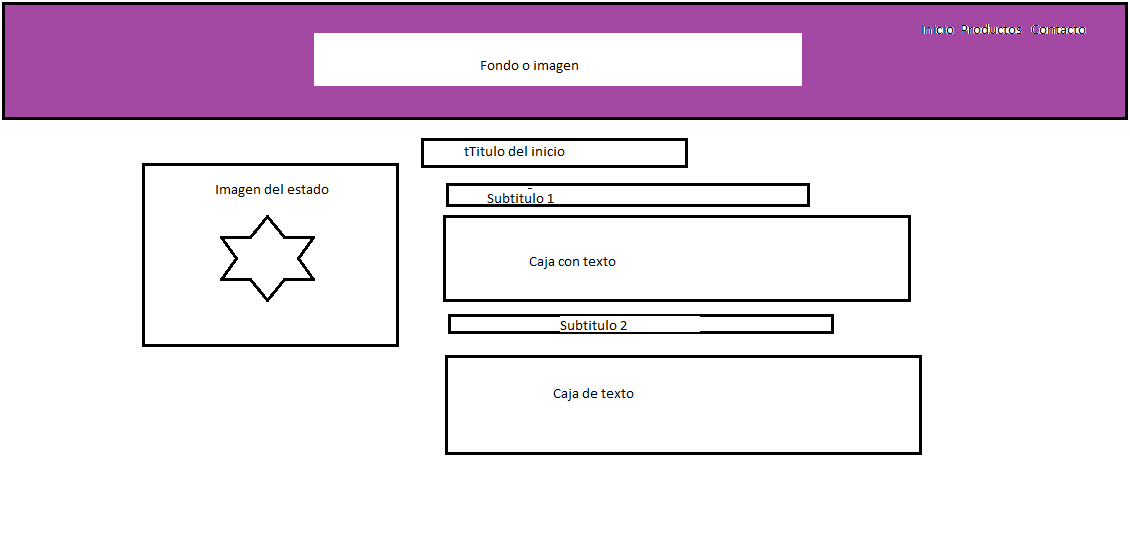 Inicio Productos Contacto
Fondo o imagen
tTitulo del inicio
Imagen del estado
Subtitulo 1
Caja con texto
Subtitulo 2
Caja de texto